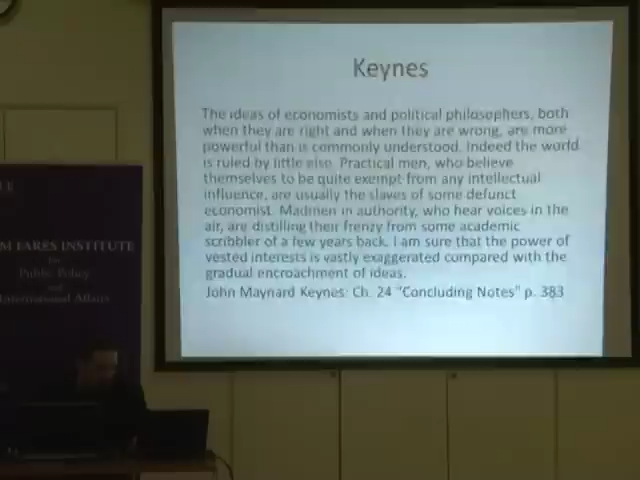 Keynes
The ideas of economists and political philosophers, both
when they are right and when they are wrong, are more
powerful than is commonly understood. Indeed the world
is ruled by little else. Practical men, who believe
themselves to be quite exempt from any intellectual
influence, are usually the slaves of some defunct
economist. Madmen in authority, who hear voices in the
air, are distilling their frenzy from some academic
scribbler of a few years back. I am sure that the power of
vested interests is vastly exaggerated compared with the
gradual encroachment of ideas.
John Maynard Keynes: Ch. 24 "Concluding Notes" p. 383
M FARES INSTITUTE
for
Public Policy
and
International Affairs